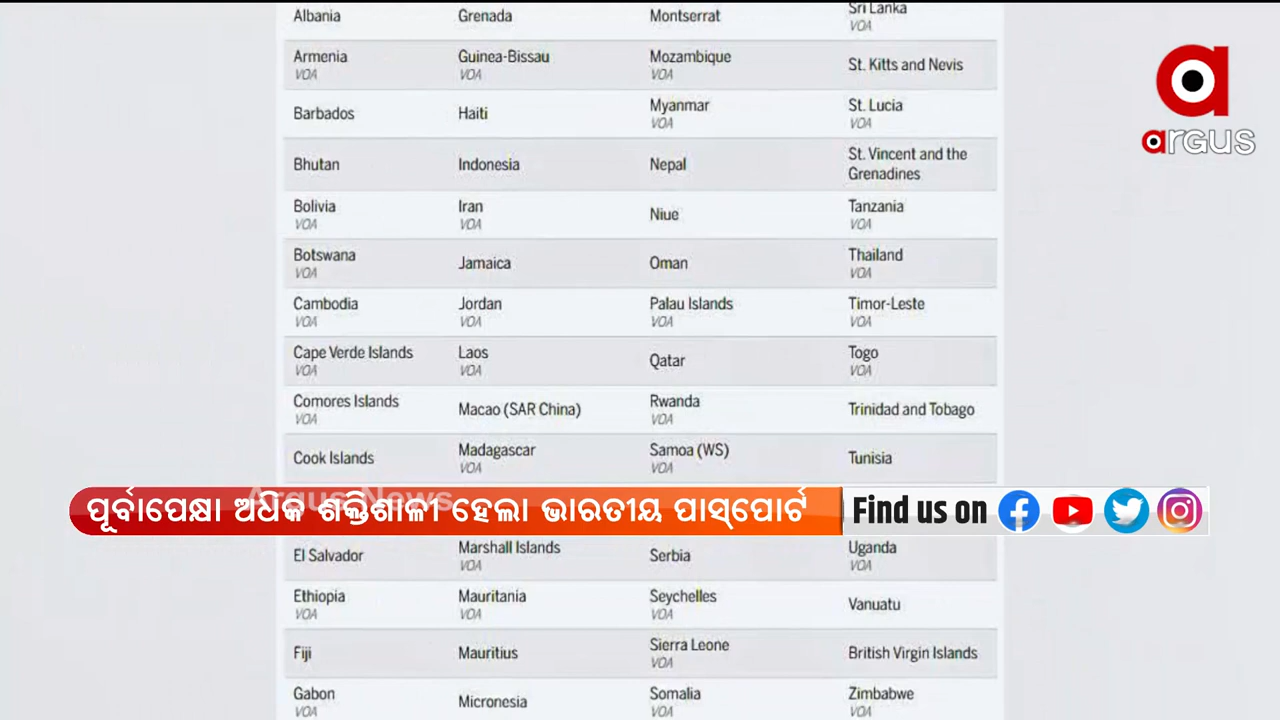 Albania Grenada Montserrat Sri Lanka
VOA
Armenia Guinea-Bissau Mozambique St. Kitts and Nevis
VOA VOA VOA
Barbados Haiti Myanmar St. Lucia
VOA VOA
Bhutan Indonesia Nepal St. Vincent and the
Grenadines
Bolivia Iran Niue Tanzania
VOA VOA VOA
Botswana Jamaica Oman Thailand
VOA VOA
Cambodia Jordan Palau Islands Timor-Leste
VOA VOA VOA VOA
Cape Verde Islands Laos Qatar Togo
VOA VOA VOA
Comores Islands Macao (SAR China) Rwanda Trinidad and Tobago
VOA VOA
Cook Islands Madagascar Samoa (WS) Tunisia
VOA VOA
Argus News
ପୂର୍ବାପେକ୍ଷା ଅଧିକ ଶକ୍ତିଶାଳୀ ହେଲା ଭାରତୀୟ ପାସ୍‌ପୋର୍ଟ
Find us on
El Salvador Marshall Islands Serbia Uganda
VOA VOA
Ethiopia Mauritania Seychelles Vanuatu
VOA VOA VOA
Fiji Mauritius Sierra Leone British Virgin Islands
VOA
Gabon Micronesia Somalia Zimbabwe
VOA VOA VOA
argus